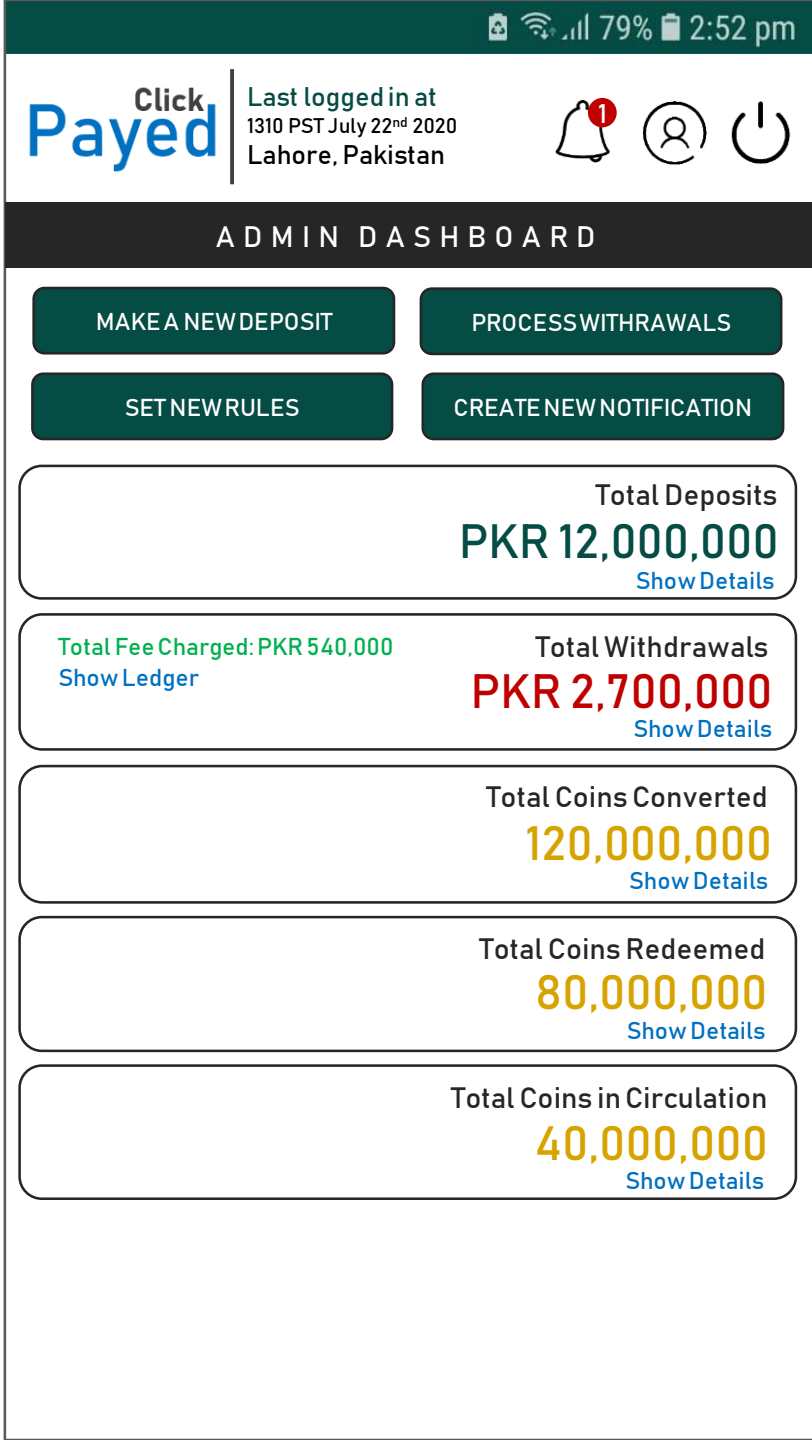 79% 2:52 pm
Click
Payed
Last logged in at
1310 PST July 22nd 2020
Lahore, Pakistan
1
ADMIN DASHBOARD
MAKE A NEW DEPOSIT
PROCESS WITHRAWALS
SET NEW RULES
CREATE NEW NOTIFICATION
Total Deposits
PKR 12,000,000
Show Details
Total Fee Charged: PKR 540,000
Show Ledger
Total Withdrawals
PKR 2,700,000
Show Details
Total Coins Converted
120,000,000
Show Details
Total Coins Redeemed
80,000,000
Show Details
Total Coins in Circulation
40,000,000
Show Details